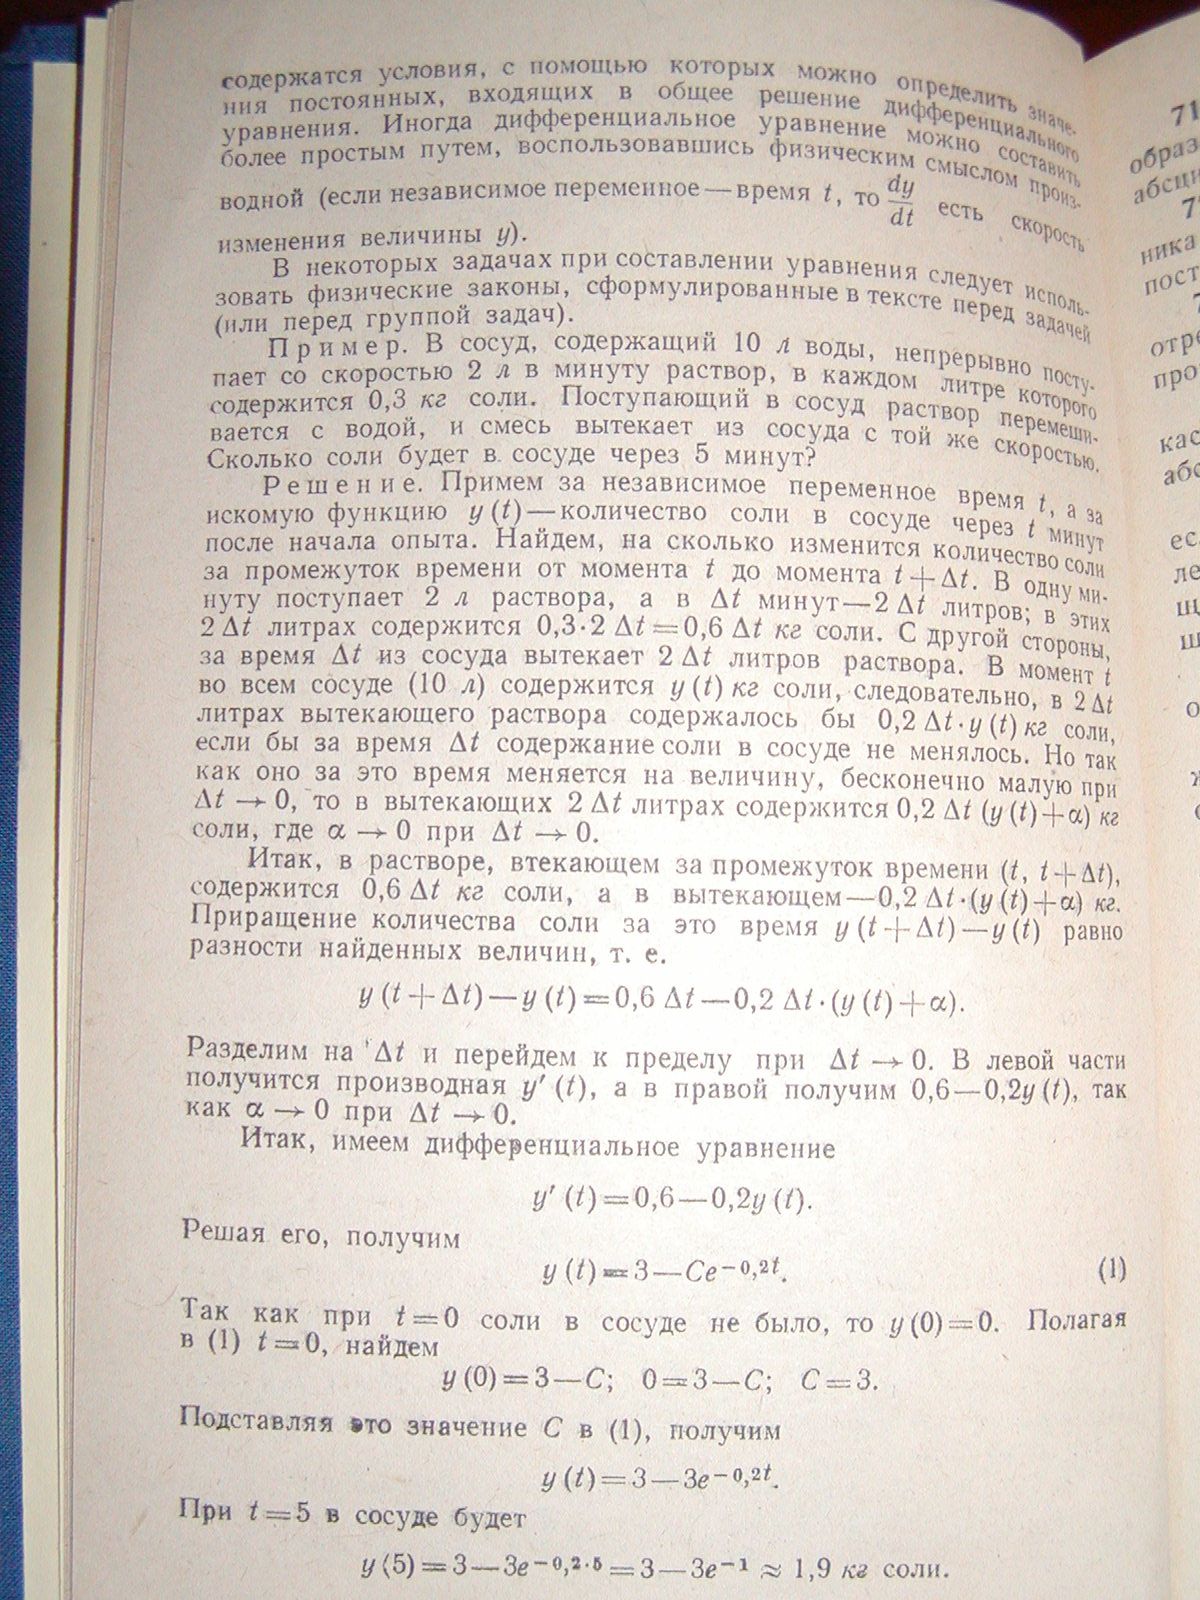 содержатся условия, с помощью которых можно определить значе-
ния постоянных, входящих в общее решение дифференциального
уравнения. Иногда дифференциальное уравнение можно составить
более простым путем, воспользовавшись физическим смыслом произ-
водной (если независимое переменное — время t, то dy/dt есть скорость
изменения величины y).
В некоторых задачах при составлении уравнения следует исполь-
зовать физические законы, сформулированные в тексте перед задачей
(или перед группой задач).
Пример. В сосуд, содержащий 10 л воды, непрерывно посту-
пает со скоростью 2 л в минуту раствор, в каждом литре которого
содержится 0,3 кг соли. Поступающий в сосуд раствор перемеши-
вается с водой, и смесь вытекает из сосуда с той же скоростью.
Сколько соли будет в сосуде через 5 минут?
Решение. Примем за независимое переменное время t, а за
искомую функцию y (t) — количество соли в сосуде через t минут
после начала опыта. Найдем, на сколько изменится количество соли
за промежуток времени от момента t до момента t + Δt. В одну ми-
нуту поступает 2 л раствора, а в Δt минут — 2 Δt литров; в этих
2 Δt литрах содержится 0,3·2 Δt = 0,6 Δt кг соли. С другой стороны,
за время Δt из сосуда вытекает 2 Δt литров раствора. В момент t
во всем сосуде (10 л) содержится y (t) кг соли, следовательно, в 2 Δt
литрах вытекающего раствора содержалось бы 0,2 Δt·y (t) кг соли,
если бы за время Δt содержание соли в сосуде не менялось. Но так
как оно за это время меняется на величину, бесконечно малую при
Δt → 0, то в вытекающих 2 Δt литрах содержится 0,2 Δt (y (t) + α) кг
соли, где α → 0 при Δt → 0.
Итак, в растворе, втекающем за промежуток времени (t, t + Δt),
содержится 0,6 Δt кг соли, а в вытекающем — 0,2 Δt·(y (t) + α) кг.
Приращение количества соли за это время y (t + Δt) — y (t) равно
разности найденных величин, т. е.
y (t + Δt) — y (t) = 0,6 Δt — 0,2 Δt·(y (t) + α).
Разделим на Δt и перейдем к пределу при Δt → 0. В левой части
получится производная y′ (t), а в правой получим 0,6 — 0,2y (t), так
как α → 0 при Δt → 0.
Итак, имеем дифференциальное уравнение
y′ (t) = 0,6 — 0,2y (t).
Решая его, получим
y (t) = 3 — Ce^{-0,2t}. (1)
Так как при t = 0 соли в сосуде не было, то y (0) = 0. Полагая
в (1) t = 0, найдем
y (0) = 3 — C; 0 = 3 — C; C = 3.
Подставляя это значение C в (1), получим
y (t) = 3 — 3e^{-0,2t}.
При t = 5 в сосуде будет
y (5) = 3 — 3e^{-0,2·5} = 3 — 3e^{-1} ≈ 1,9 кг соли.